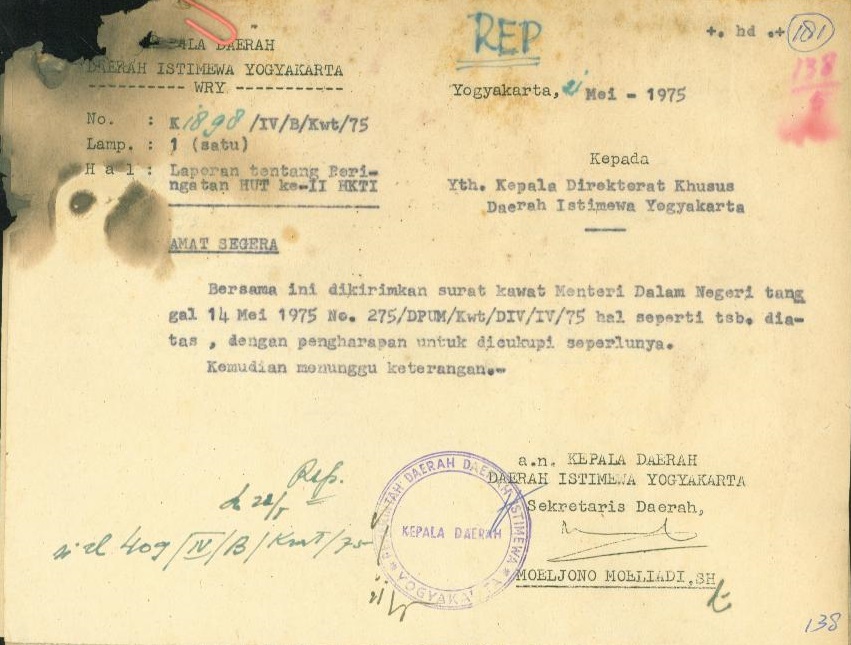 REP
+. hd .+ 181
138
KEPALA DAERAH
DAERAH ISTIMEWA YOGYAKARTA
---------- WRY -----------
Yogyakarta, 21 Mei - 1975
No. : K 1898 /IV/B/Kwt/75
Lamp. : 1 (satu)
H a l : Laporan tentang Peri-
ngatan HUT ke-II HKTI
Kepada
Yth. Kepala Direktorat Khusus
Daerah Istimewa Yogyakarta
AMAT SEGERA
Bersama ini dikirimkan surat kawat Menteri Dalam Negeri tang
gal 14 Mei 1975 No. 275/DPUM/Kwt/DIV/IV/75 hal seperti tsb. dia-
tas , dengan pengharapan untuk dicukupi seperlunya.
Kemudian menunggu keterangan.-
a.n. KEPALA DAERAH
DAERAH ISTIMEWA YOGYAKARTA
Sekretaris Daerah,
MOELJONO MOELIADI,SH
DAERAH DAERAH ISTIMEWA
KEPALA DAERAH
YOGYAKARTA
Rep.
409/IV/B/Kwt/75
138